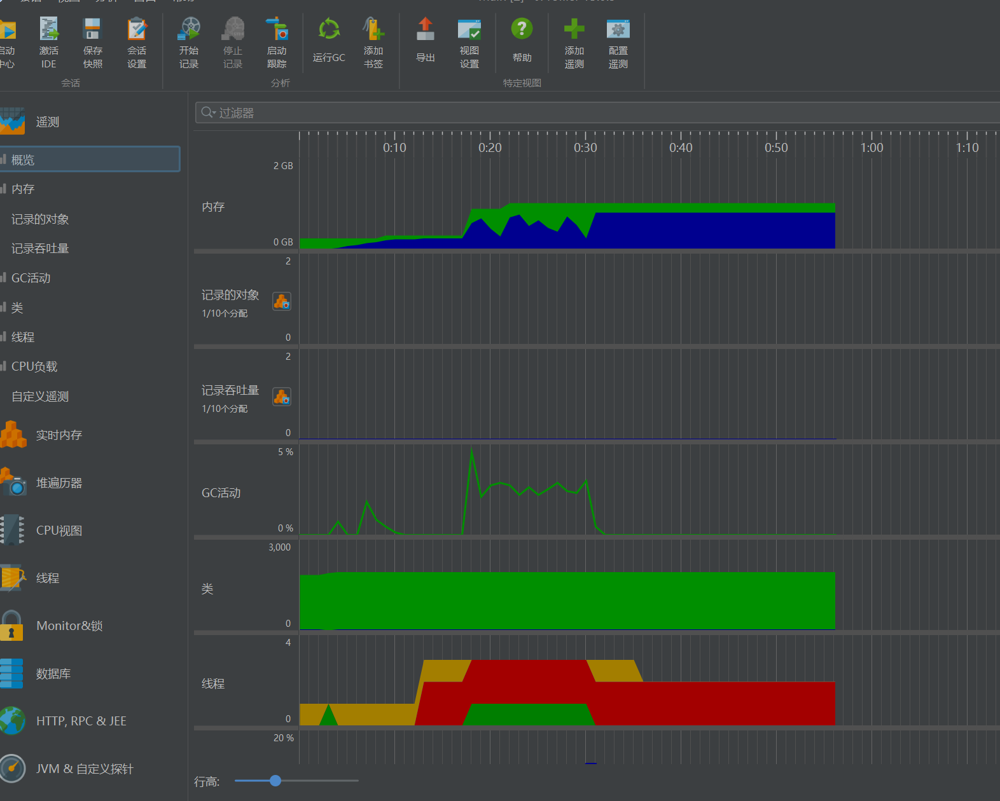 启动
中心
激活
IDE
保存
快照
会话
设置
开始
记录
停止
记录
启动
跟踪
运行GC
添加
书签
导出
视图
设置
帮助
添加
遥测
配置
遥测
会话
分析
特定视图
遥测
概览
内存
记录的对象
记录吞吐量
GC活动
类
线程
CPU负载
自定义遥测
实时内存
堆遍历器
CPU视图
线程
Monitor&锁
数据库
HTTP, RPC & JEE
JVM & 自定义探针
过滤器
0:10
0:20
0:30
0:40
0:50
1:00
1:10
2 GB
内存
0 GB
2
记录的对象
1/10个分配
0
2
记录吞吐量
1/10个分配
0
5 %
GC活动
0 %
3,000
类
0
4
线程
0
20 %
行高: